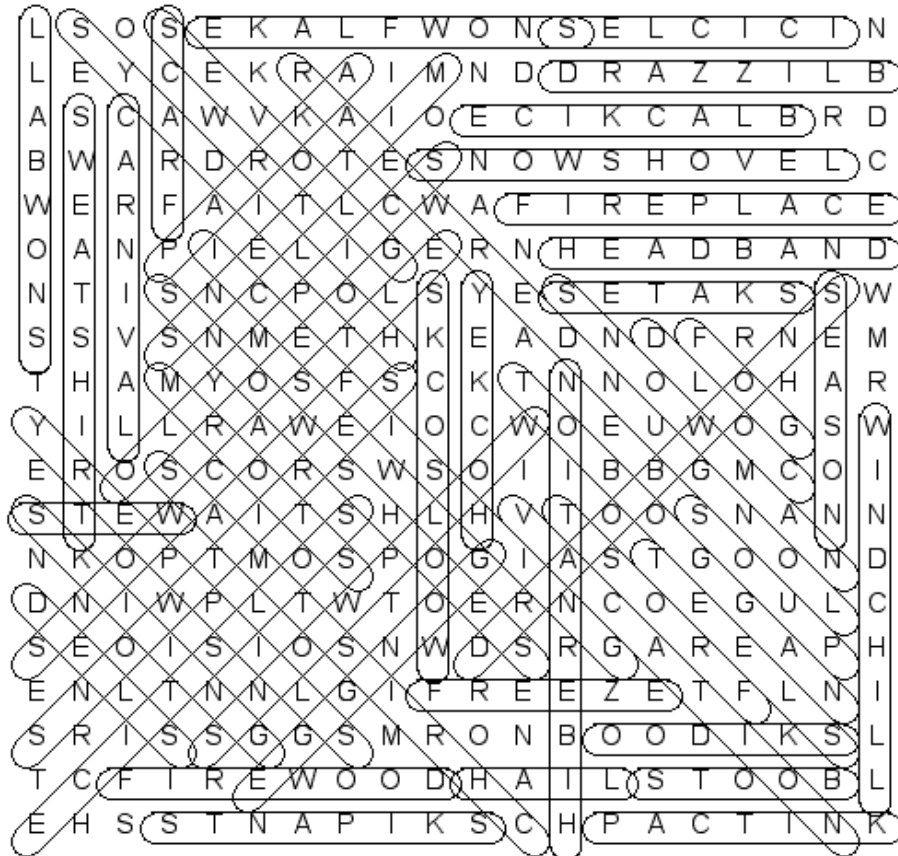 L S O S E K A L F W O N S E L C I C I N
L E Y C E K R A I M N D D R A Z Z I L B
A S C A W V K A I O E C I K C A L B R D
B W A R D R O T E S N O W S H O V E L C
W E R F A I T L C W A F I R E P L A C E
O A N P I E L I G E R N H E A D B A N D
N T I S N C P O L S Y E S E T A K S S W
S S V S N M E T H K E A D N D F R N E M
T H A M Y O S F S C K T N N O L O H A R
Y I L L R A W E I O C W O E U W O G S W
E R O S C O R S W S O I I B B G M C O I
S T E W A I T S H L H V T O O S N A N N
N K O P T M O S P O G I A S T G O O N D
D N I W P L T W T O E R N C O E G U L C
S E O I S I O S N W D S R G A R E A P H
E N L T N N L G I F R E E Z E T F L N I
S R I S S G G S M R O N B O O D I K S L
T C F I R E W O O D H A I L S T O O B L
E H S S T N A P I K S C H P A C T I N K